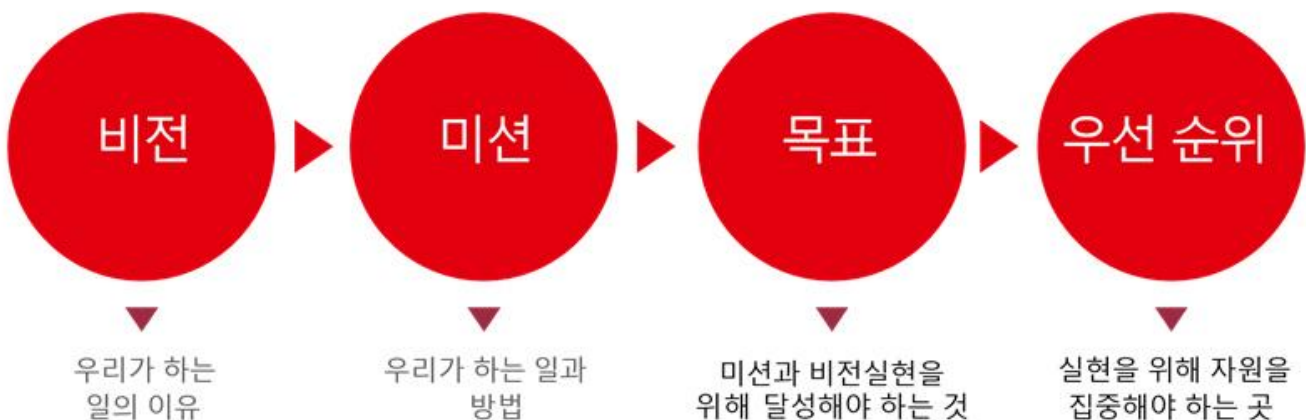 비전
미션
목표
우선 순위
우리가 하는
일의 이유
우리가 하는 일과
방법
미션과 비전실현을
위해 달성해야 하는 것
실현을 위해 자원을
집중해야 하는 곳